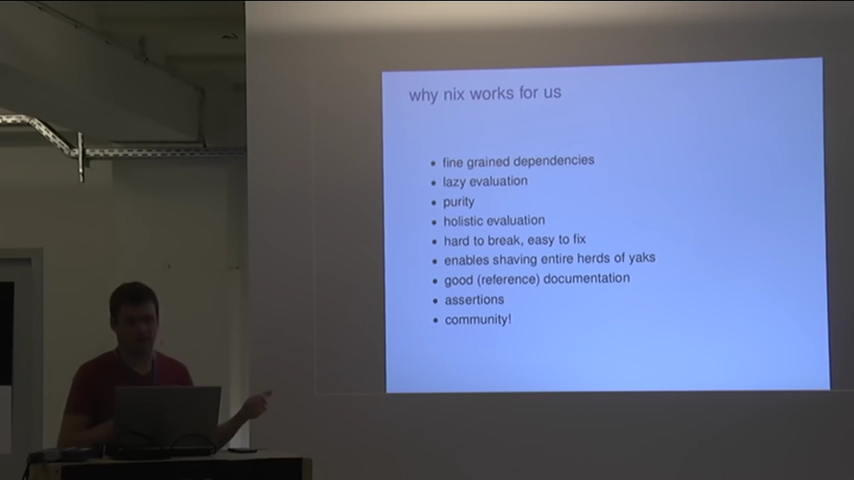 why nix works for us
• fine grained dependencies
• lazy evaluation
• purity
• holistic evaluation
• hard to break, easy to fix
• enables shaving entire herds of yaks
• good (reference) documentation
• assertions
• community!